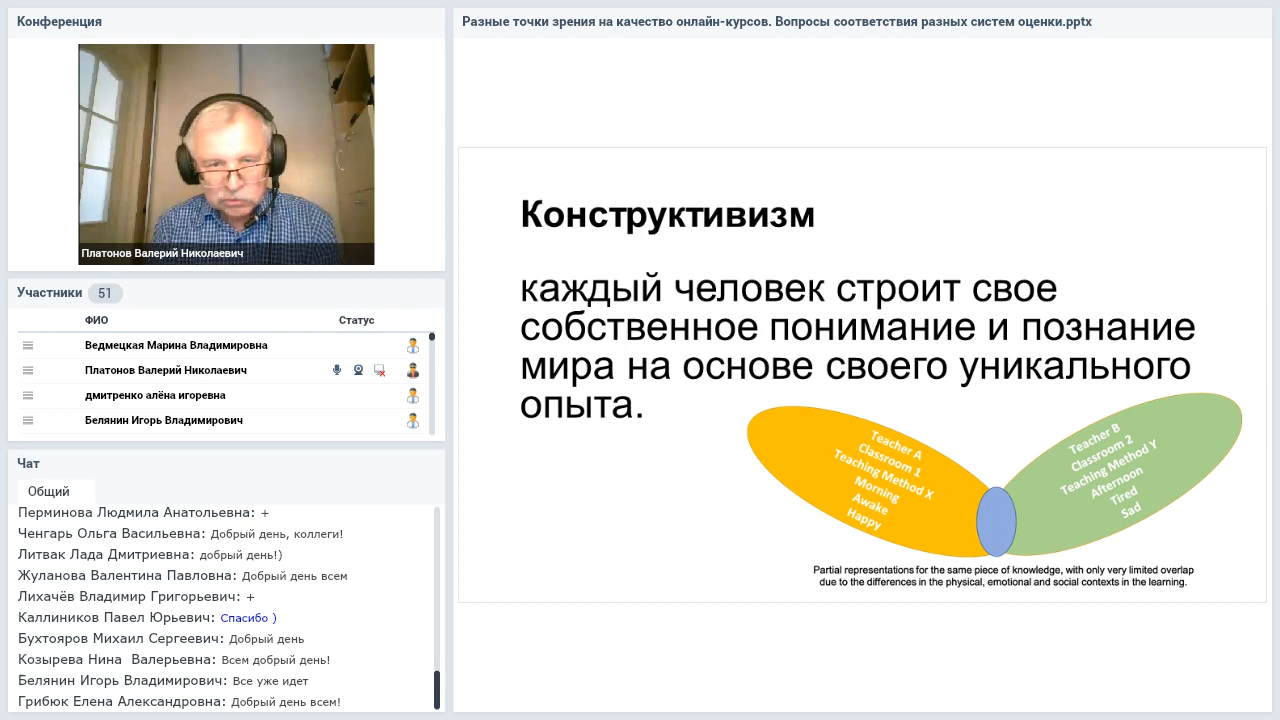 Конференция
Платонов Валерий Николаевич
Участники 51
ФИО Статус
Ведмецкая Марина Владимировна
Платонов Валерий Николаевич
дмитренко алёна игоревна
Белянин Игорь Владимирович
Чат
Общий
Перминова Людмила Анатольевна: +
Ченгарь Ольга Васильевна: Добрый день, коллеги!
Литвак Лада Дмитриевна: добрый день!)
Жуланова Валентина Павловна: Добрый день всем
Лихачёв Владимир Григорьевич: +
Каллиников Павел Юрьевич: Спасибо )
Бухтояров Михаил Сергеевич: Добрый день
Козырева Нина Валерьевна: Всем добрый день!
Белянин Игорь Владимирович: Все уже идет
Грибюк Елена Александровна: Добрый день всем!
Разные точки зрения на качество онлайн-курсов. Вопросы соответствия разных систем оценки.pptx
Конструктивизм
каждый человек строит свое
собственное понимание и познание
мира на основе своего уникального
опыта.
Teacher A
Classroom 1
Teaching Method X
Morning
Awake
Happy
Teacher B
Classroom 2
Teaching Method Y
Afternoon
Tired
Sad
Partial representations for the same piece of knowledge, with only very limited overlap
due to the differences in the physical, emotional and social contexts in the learning.